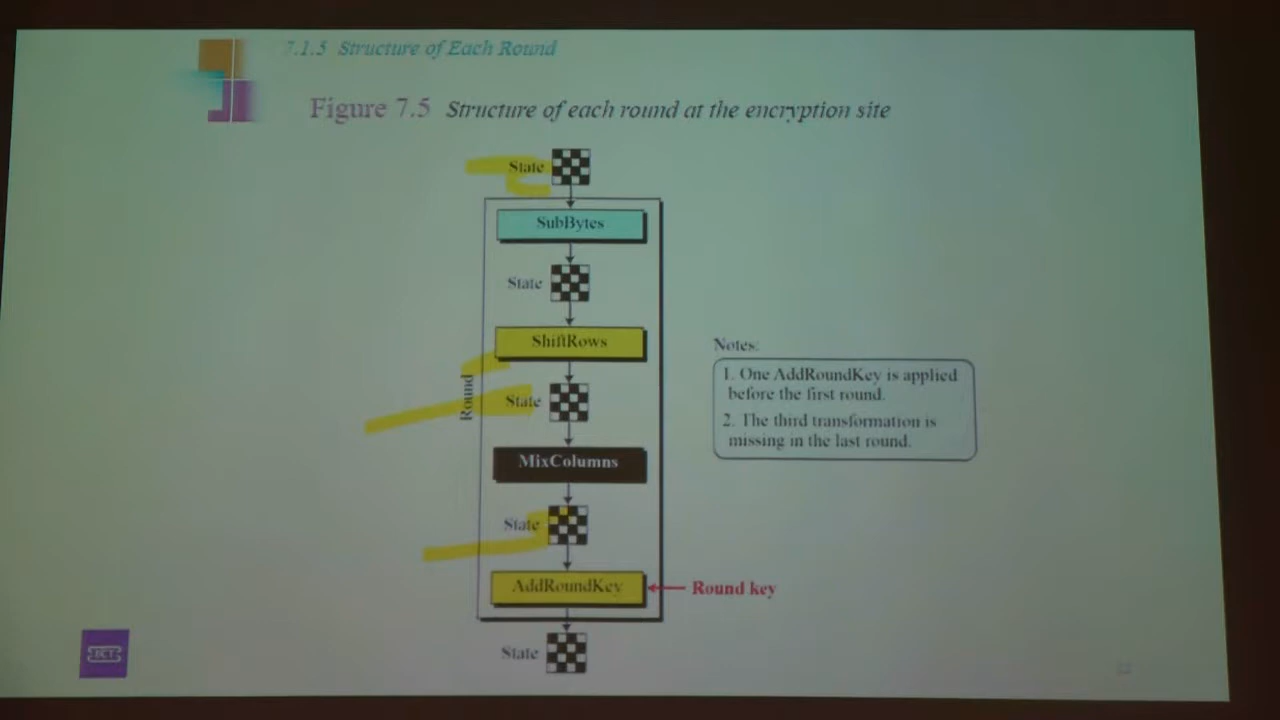 7.1.5 Structure of Each Round
Figure 7.5 Structure of each round at the encryption site
State
SubBytes
State
ShiftRows
Round
State
MixColumns
State
AddRoundKey
Round key
State
Notes:
1. One AddRoundKey is applied
before the first round.
2. The third transformation is
missing in the last round.